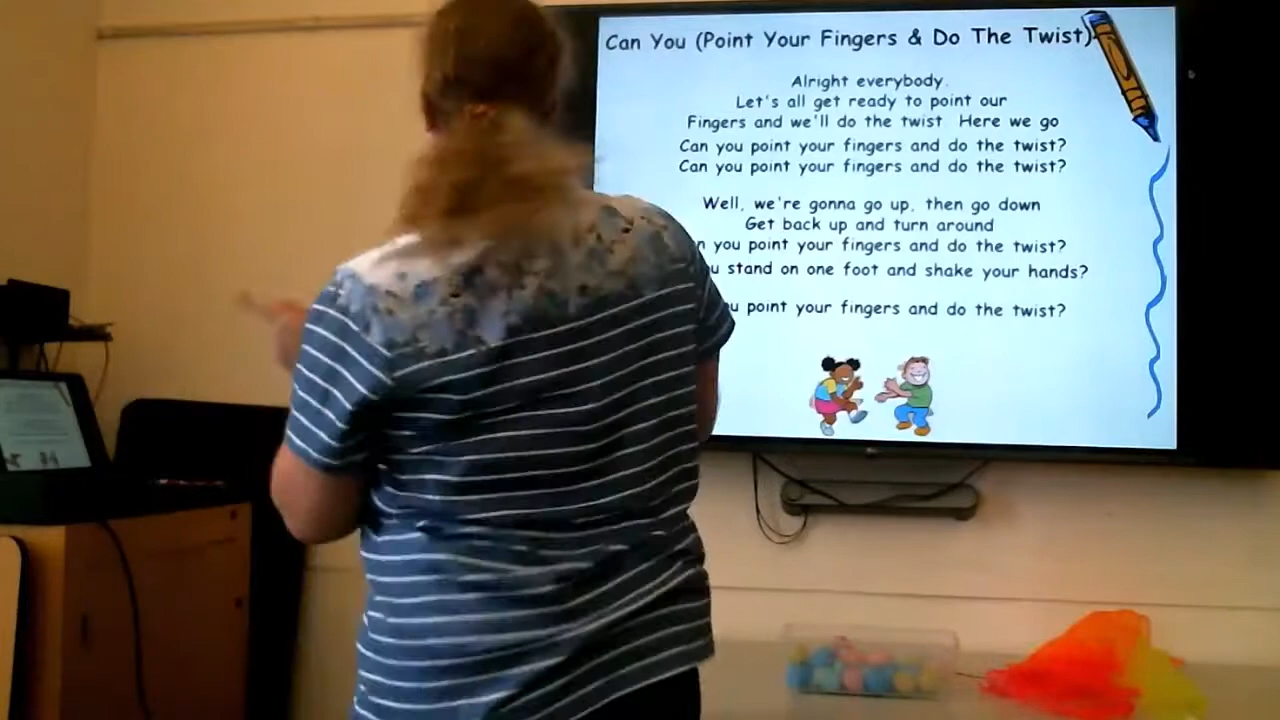 Can You (Point Your Fingers & Do The Twist)
Alright everybody.
Let's all get ready to point our
Fingers and we'll do the twist Here we go
Can you point your fingers and do the twist?
Can you point your fingers and do the twist?
Well, we're gonna go up, then go down
Get back up and turn around
you point your fingers and do the twist?
stand on one foot and shake your hands?
point your fingers and do the twist?